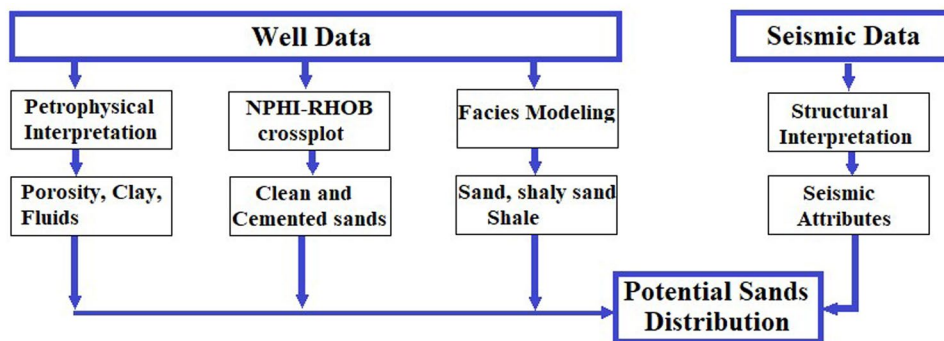 Well Data
Seismic Data
Petrophysical
Interpretation
NPHI-RHOB
crossplot
Facies Modeling
Structural
Interpretation
Porosity, Clay,
Fluids
Clean and
Cemented sands
Sand, shaly sand
Shale
Seismic
Attributes
Potential Sands
Distribution